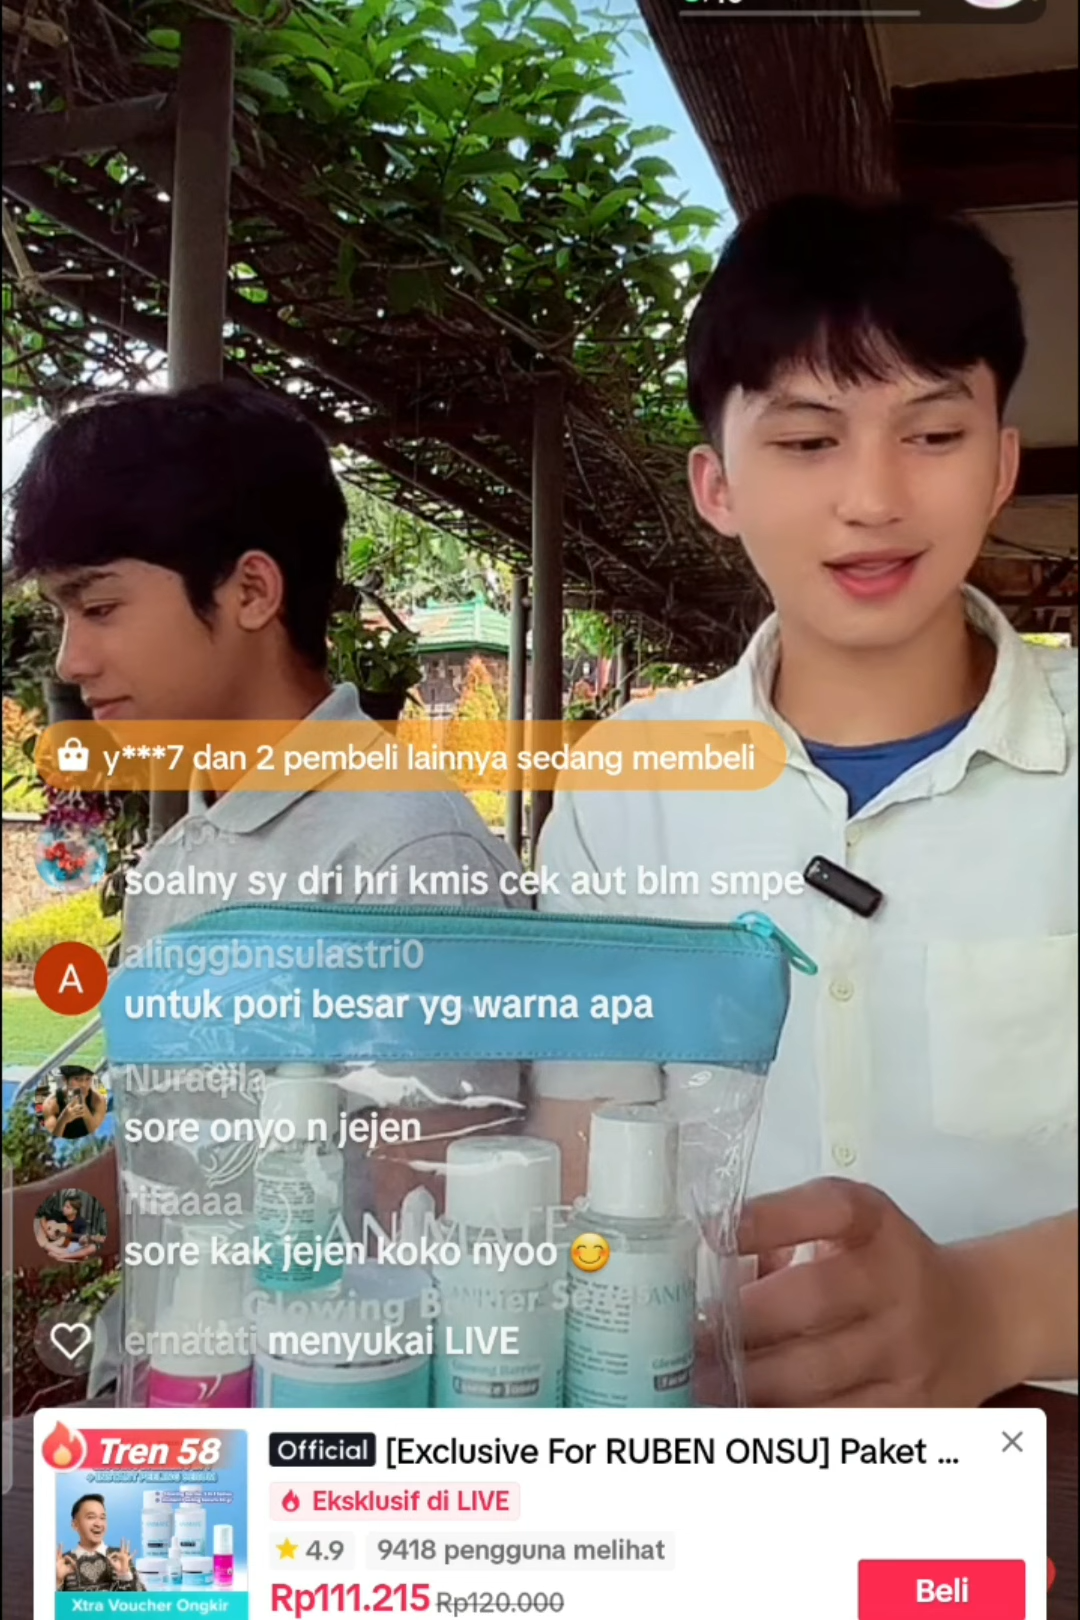 y***7 dan 2 pembeli lainnya sedang membeli
soalny sy dri hri kmis cek aut blm smpe
A
alinggbnsulastri0
untuk pori besar yg warna apa
Nuraqila
sore onyo n jejen
rifaaaa
sore kak jejen koko nyoo 😊
ANIMATE
Glowing Barrier Series
ernatati menyukai LIVE
Tren 58
Official [Exclusive For RUBEN ONSU] Paket ...
Eksklusif di LIVE
4.9 9418 pengguna melihat
Rp111.215 Rp120.000
Beli
Xtra Voucher Ongkir